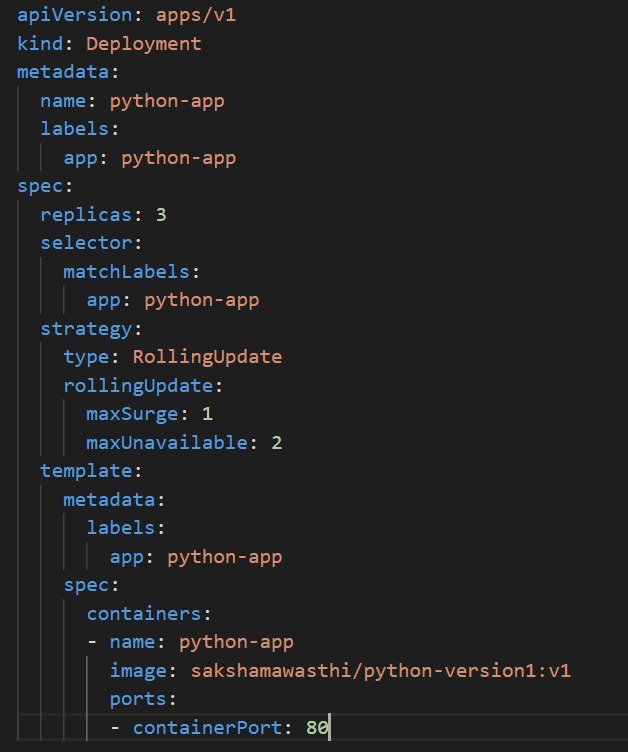 apiVersion: apps/v1
kind: Deployment
metadata:
  name: python-app
  labels:
    app: python-app
spec:
  replicas: 3
  selector:
    matchLabels:
      app: python-app
  strategy:
    type: RollingUpdate
    rollingUpdate:
      maxSurge: 1
      maxUnavailable: 2
  template:
    metadata:
      labels:
        app: python-app
    spec:
      containers:
      - name: python-app
        image: sakshamawasthi/python-version1:v1
        ports:
        - containerPort: 80